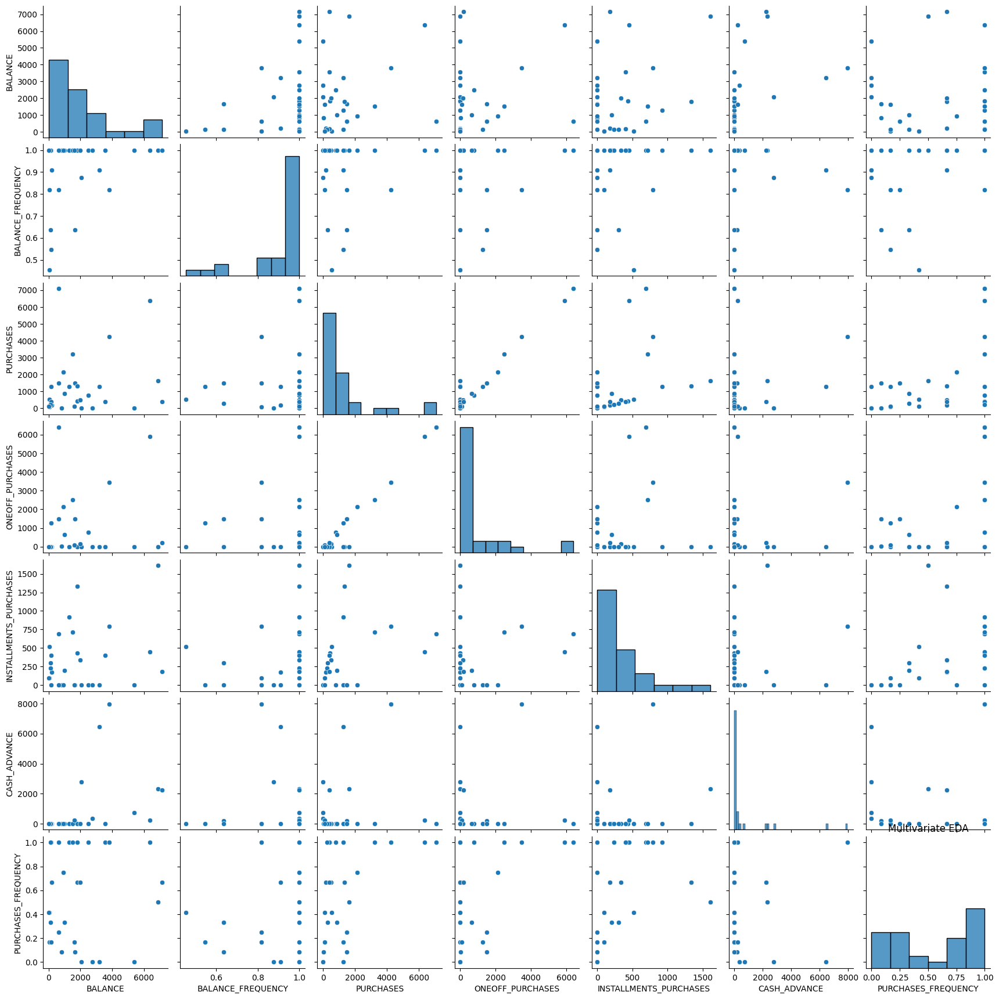 7000
6000
5000
4000
3000
2000
1000
0
BALANCE
1.0
0.9
0.8
0.7
0.6
0.5
BALANCE_FREQUENCY
7000
6000
5000
4000
3000
2000
1000
0
PURCHASES
6000
5000
4000
3000
2000
1000
0
ONEOFF_PURCHASES
1500
1250
1000
750
500
250
0
INSTALLMENTS_PURCHASES
8000
6000
4000
2000
0
CASH_ADVANCE
Multivariate EDA
1.0
0.8
0.6
0.4
0.2
0.0
PURCHASES_FREQUENCY
0 2000 4000 6000
BALANCE
0.6 0.8 1.0
BALANCE_FREQUENCY
0 2000 4000 6000
PURCHASES
0 2000 4000 6000
ONEOFF_PURCHASES
0 500 1000 1500
INSTALLMENTS_PURCHASES
0 2000 4000 6000 8000
CASH_ADVANCE
0.00 0.25 0.50 0.75 1.00
PURCHASES_FREQUENCY